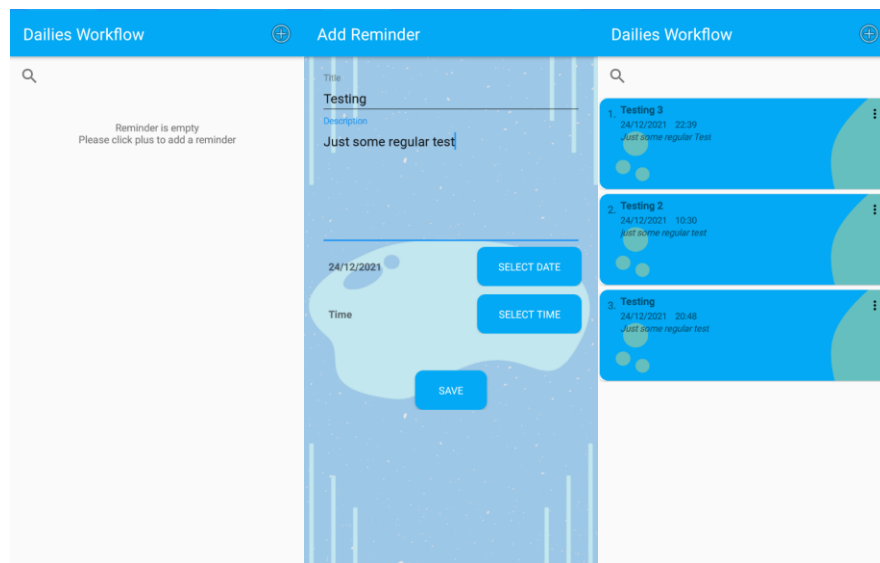 Dailies Workflow
Reminder is empty
Please click plus to add a reminder
Add Reminder
Title
Testing
Description
Just some regular test
24/12/2021
SELECT DATE
Time
SELECT TIME
SAVE
Dailies Workflow
1. Testing 3
24/12/2021 22:39
Just some regular Test
2. Testing 2
24/12/2021 10:30
just some regular test
3. Testing
24/12/2021 20:48
Just some regular test